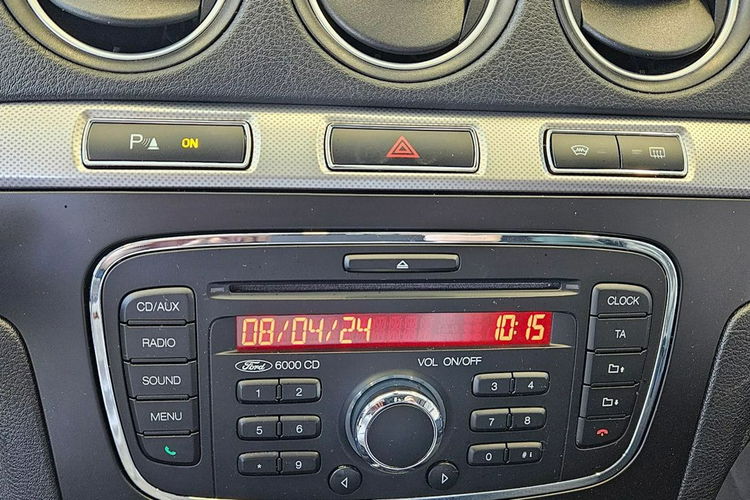 P ON
CD/AUX
RADIO
SOUND
MENU
08/04/24 10:15
Ford 6000 CD VOL ON/OFF
1 2
5 6
* 9
3 4
7 8
0 #
CLOCK
TA